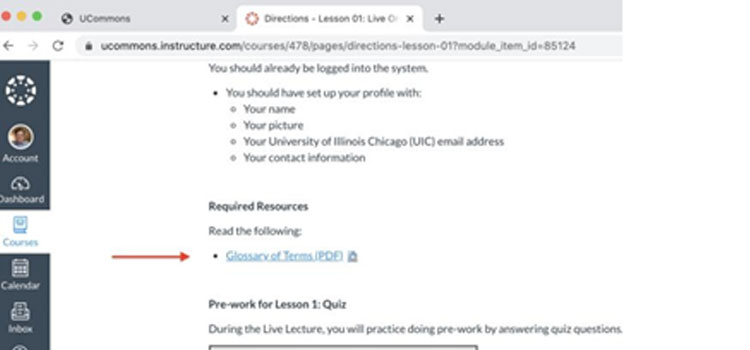 UCommons
Directions - Lesson 01: Live O
ucommons.instructure.com/courses/478/pages/directions-lesson-01?module_item_id=85124
You should already be logged into the system.
• You should have set up your profile with:
Your name
Your picture
Your University of Illinois Chicago (UIC) email address
Your contact information
Account
Dashboard
Courses
Calendar
Inbox
Required Resources
Read the following:
• Glossary of Terms (PDF)
Pre-work for Lesson 1: Quiz
During the Live Lecture, you will practice doing pre-work by answering quiz questions.